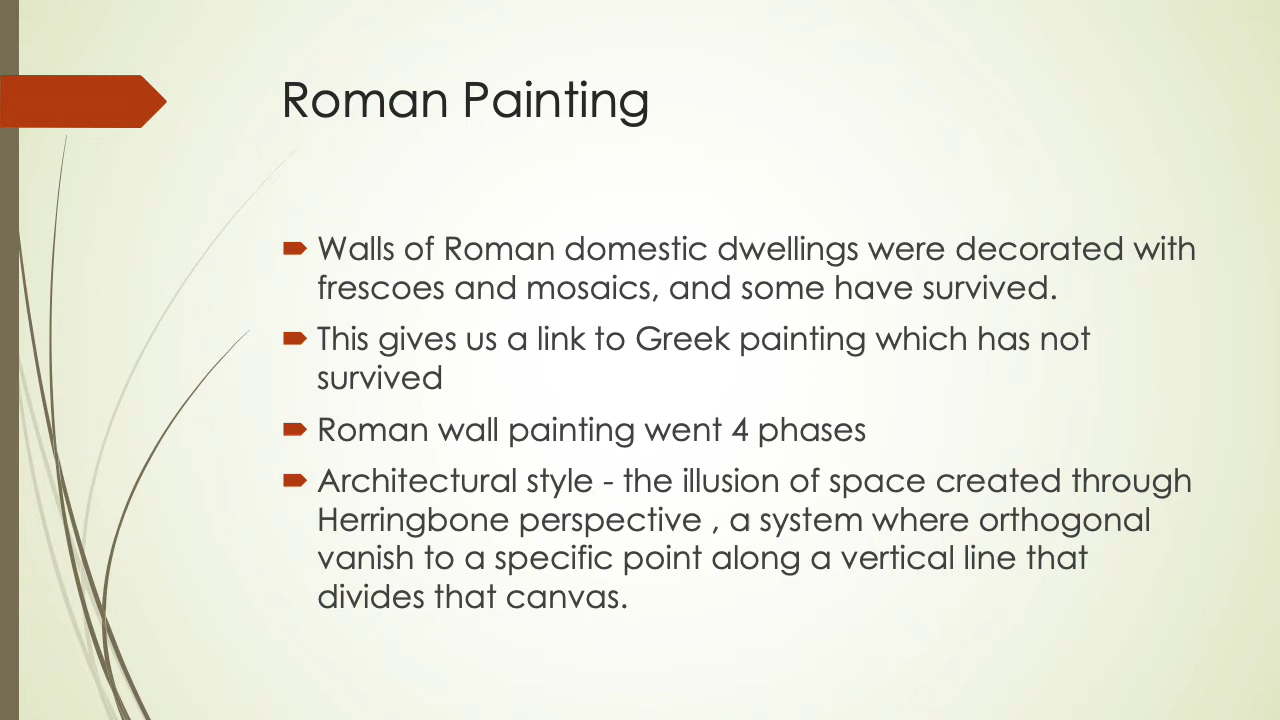 Roman Painting
Walls of Roman domestic dwellings were decorated with
frescoes and mosaics, and some have survived.
This gives us a link to Greek painting which has not
survived
Roman wall painting went 4 phases
Architectural style - the illusion of space created through
Herringbone perspective , a system where orthogonal
vanish to a specific point along a vertical line that
divides that canvas.